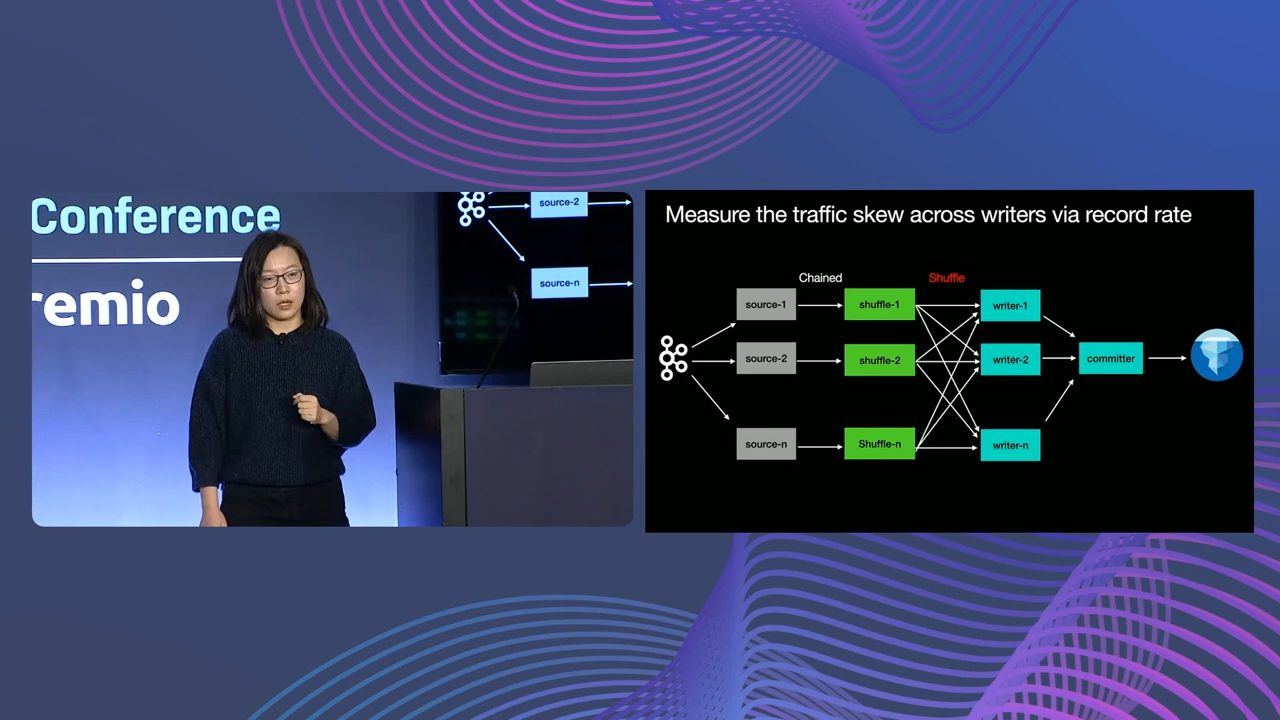 Conference
remio
source-2
source-n
Measure the traffic skew across writers via record rate
Chained
Shuffle
source-1
shuffle-1
writer-1
source-2
shuffle-2
writer-2
committer
source-n
Shuffle-n
writer-n